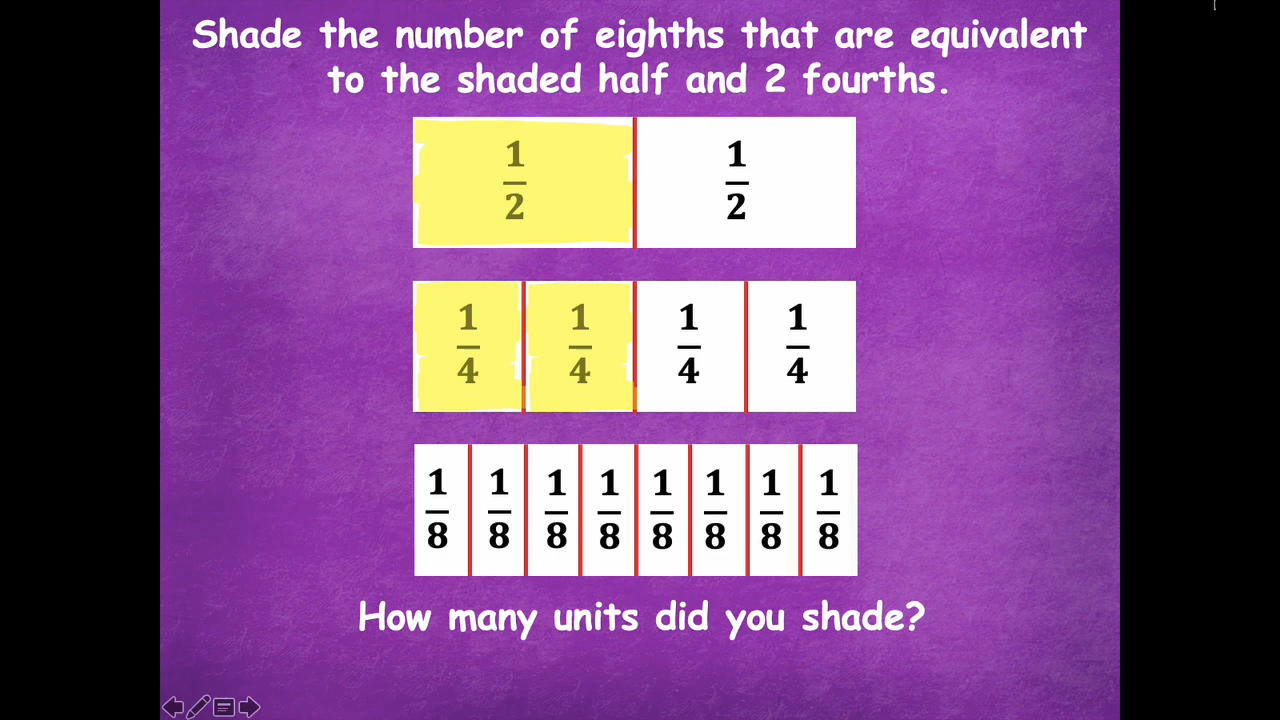 Shade the number of eighths that are equivalent
to the shaded half and 2 fourths.
1/2 1/2
1/4 1/4 1/4 1/4
1/8 1/8 1/8 1/8 1/8 1/8 1/8 1/8
How many units did you shade?